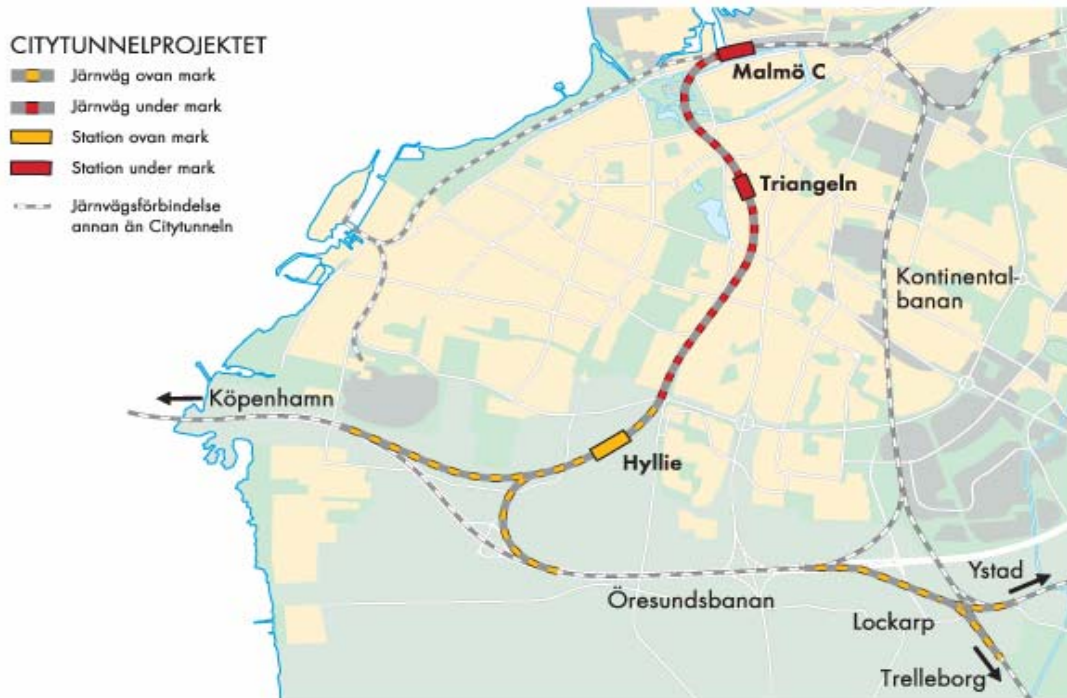 CITYTUNNELPROJEKTET
Järnväg ovan mark
Järnväg under mark
Station ovan mark
Station under mark
Järnvägsförbindelse
annan än Citytunneln
Malmö C
Triangeln
Kontinental-
banan
Köpenhamn
Hyllie
Öresundsbanan
Ystad
Lockarp
Trelleborg